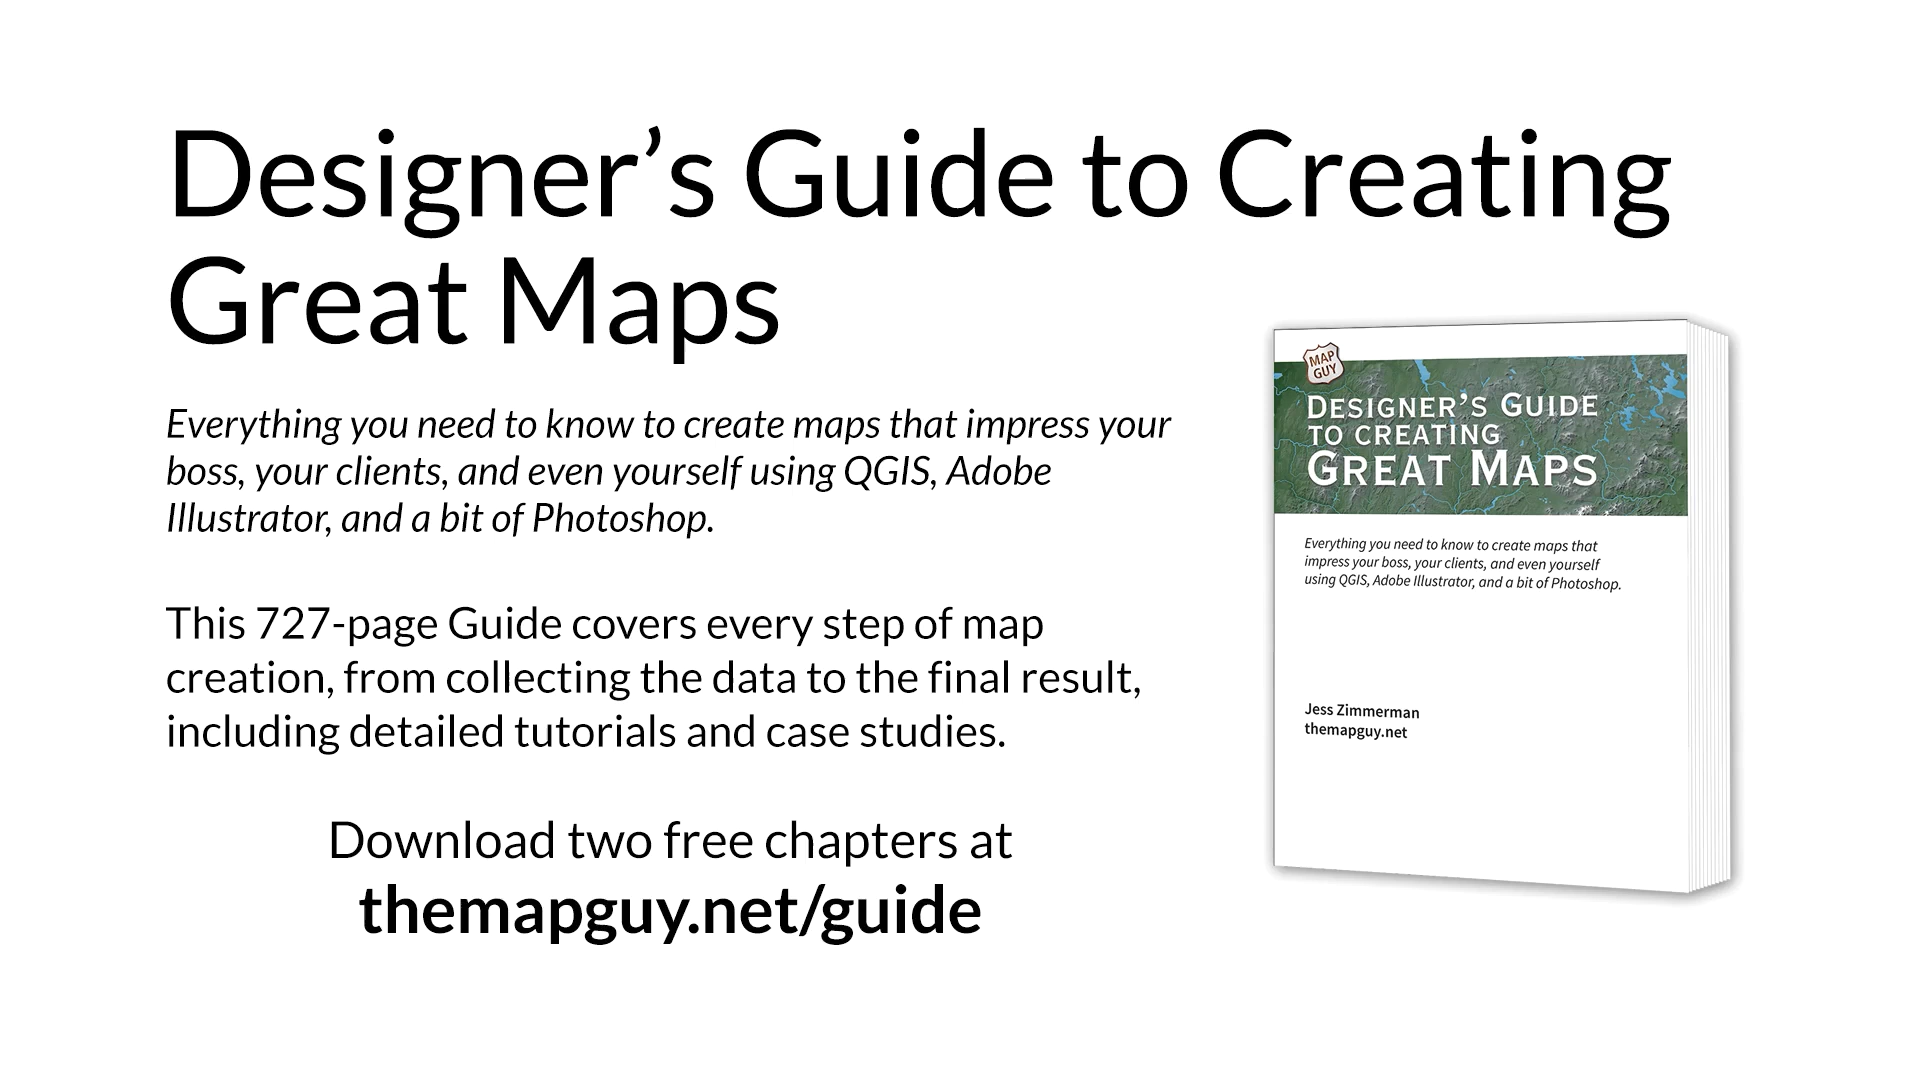 Designer’s Guide to Creating
Great Maps
Everything you need to know to create maps that impress your
boss, your clients, and even yourself using QGIS, Adobe
Illustrator, and a bit of Photoshop.
This 727-page Guide covers every step of map
creation, from collecting the data to the final result,
including detailed tutorials and case studies.
Download two free chapters at
themapguy.net/guide
MAP
GUY
DESIGNER’S GUIDE
TO CREATING
GREAT MAPS
Everything you need to know to create maps that
impress your boss, your clients, and even yourself
using QGIS, Adobe Illustrator, and a bit of Photoshop.
Jess Zimmerman
themapguy.net